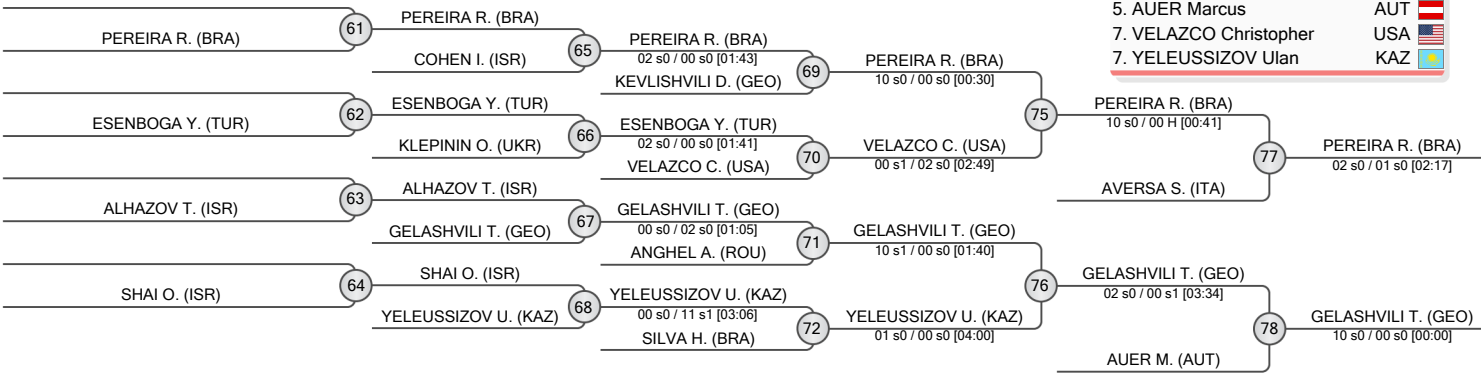 5. AUER Marcus AUT
7. VELAZCO Christopher USA
7. YELEUSSIZOV Ulan KAZ
PEREIRA R. (BRA)
61
PEREIRA R. (BRA)
COHEN I. (ISR)
65
PEREIRA R. (BRA)
02 s0 / 00 s0 [01:43]
KEVLISHVILI D. (GEO)
69
PEREIRA R. (BRA)
10 s0 / 00 s0 [00:30]
ESENBOGA Y. (TUR)
62
ESENBOGA Y. (TUR)
KLEPININ O. (UKR)
66
ESENBOGA Y. (TUR)
02 s0 / 00 s0 [01:41]
VELAZCO C. (USA)
70
VELAZCO C. (USA)
00 s1 / 02 s0 [02:49]
75
PEREIRA R. (BRA)
10 s0 / 00 H [00:41]
AVERSA S. (ITA)
77
PEREIRA R. (BRA)
02 s0 / 01 s0 [02:17]
ALHAZOV T. (ISR)
63
ALHAZOV T. (ISR)
GELASHVILI T. (GEO)
67
GELASHVILI T. (GEO)
00 s0 / 02 s0 [01:05]
ANGHEL A. (ROU)
71
GELASHVILI T. (GEO)
10 s1 / 00 s0 [01:40]
SHAI O. (ISR)
64
SHAI O. (ISR)
YELEUSSIZOV U. (KAZ)
68
YELEUSSIZOV U. (KAZ)
00 s0 / 11 s1 [03:06]
SILVA H. (BRA)
72
YELEUSSIZOV U. (KAZ)
01 s0 / 00 s0 [04:00]
76
GELASHVILI T. (GEO)
02 s0 / 00 s1 [03:34]
AUER M. (AUT)
78
GELASHVILI T. (GEO)
10 s0 / 00 s0 [00:00]